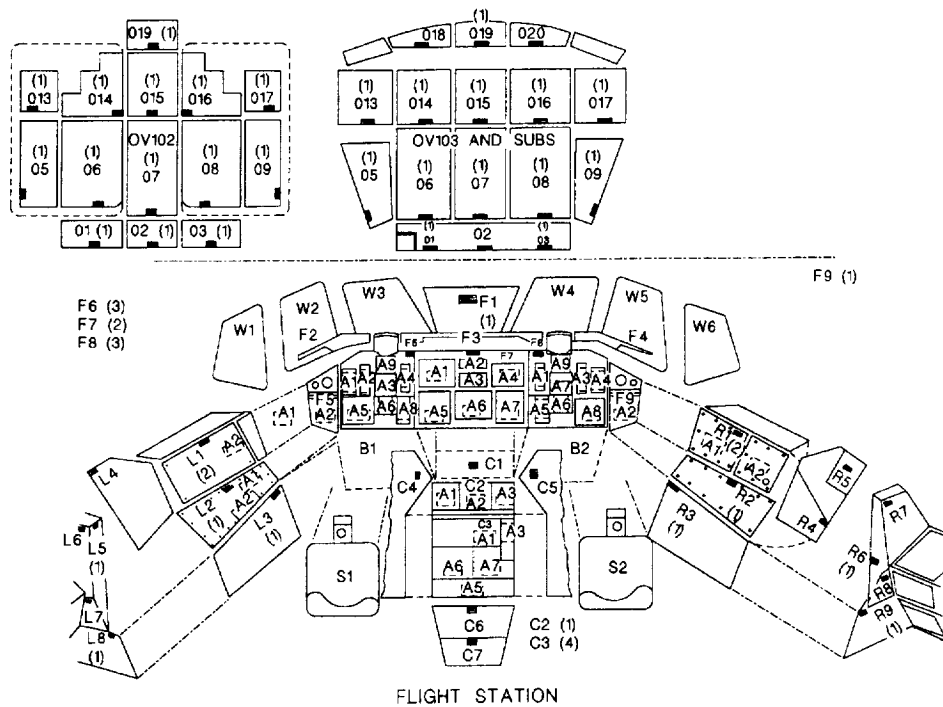 019 (1)
(1) 013
(1) 014
(1) 015
(1) 016
(1) 017
OV102
(1) 05
(1) 06
(1) 07
(1) 08
(1) 09
01 (1)
02 (1)
03 (1)
018
(1) 019
020
(1) 013
(1) 014
(1) 015
(1) 016
(1) 017
OV103 AND SUBS
(1) 05
(1) 06
(1) 07
(1) 08
(1) 09
(1) 01
02
(1) 03
F6 (3)
F7 (2)
F8 (3)
F9 (1)
W1
W2
W3
F1 (1)
W4
W5
W6
F2
F3
F4
F6
F7
F8
A1 A2 A9 A4 A3
A5 A6 A8
A1 A2 A3 A4
A5 A6 A7
A1 A9 A7 A3 A4
A5 A6 A8
F5
A2
A1
F9
A2
B1
B2
C1
C4
C5
C2
A1 A2 A3
C3
A1
A3
A6
A7
A5
S1
S2
C6
C7
C2 (1)
C3 (4)
L4
L1 (2)
A2
L2 (1)
A1
A2
L3 (1)
L6
L5 (1)
L7
L8 (1)
R1 (2)
A1
A2
R2 (1)
R3 (1)
R4
R5
R7
R6 (1)
R8
R9 (1)
FLIGHT STATION